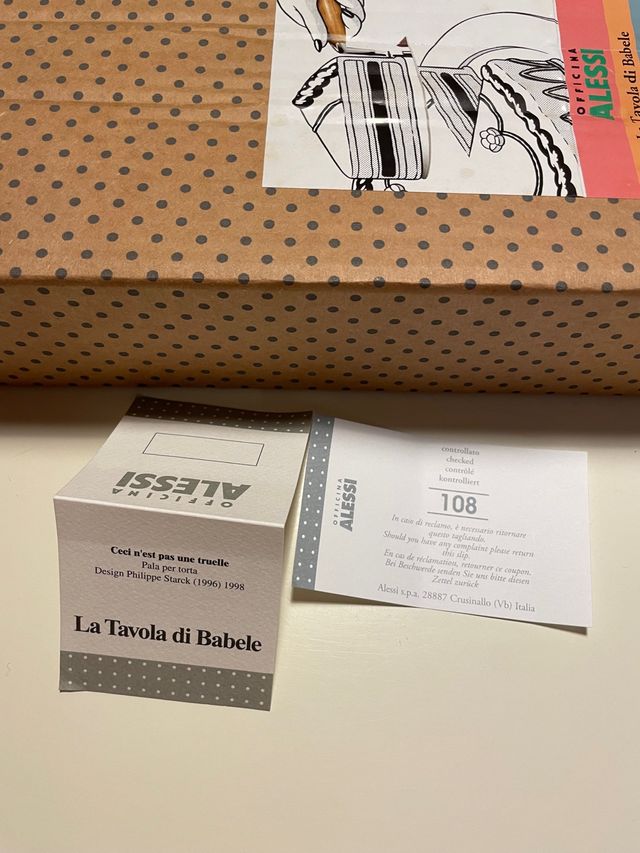 OFFICINA
ALESSI
Tavola di Babele
OFFICINA
ALESSI
Ceci n'est pas une truelle
Pala per torta
Design Philippe Starck (1996) 1998
La Tavola di Babele
OFFICINA
ALESSI
controllato
checked
contrôlé
kontrolliert
108
In caso di reclamo, è necessario ritornare
questo tagliando.
Should you have any complaint please return
this slip.
En cas de réclamation, retourner ce coupon.
Bei Beschwerde senden Sie uns bitte diesen
Zettel zurück
Alessi s.p.a. 28887 Crusinallo (Vb) Italia